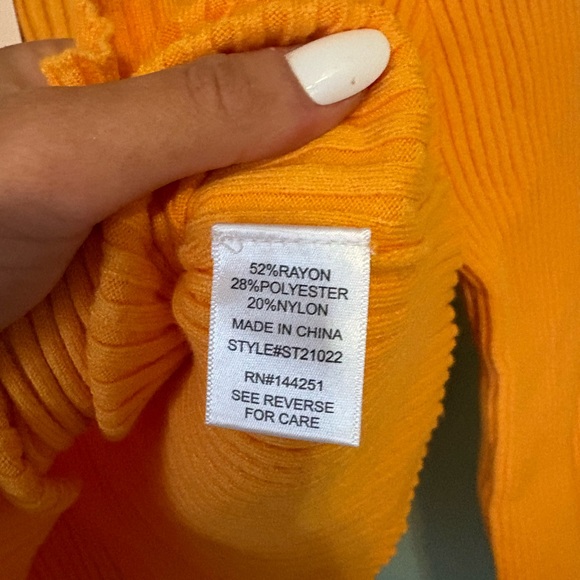 52%RAYON
28%POLYESTER
20%NYLON
MADE IN CHINA
STYLE#ST21022
RN#144251
SEE REVERSE
FOR CARE